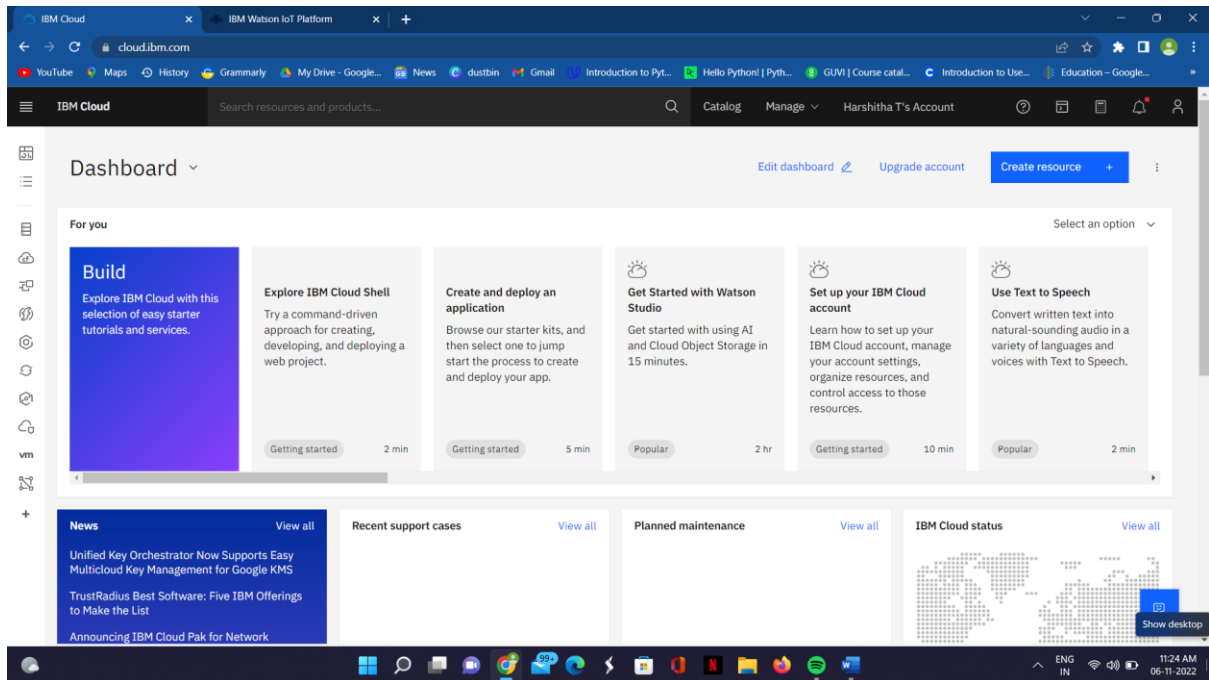 IBM Cloud
IBM Watson IoT Platform
cloud.ibm.com
YouTube Maps History Grammarly My Drive - Google... News dustbin Gmail Introduction to Pyt... Hello Python! | Pyth... GUVI | Course catal... Introduction to Use... Education – Google... »
IBM Cloud Search resources and products... Catalog Manage Harshitha T's Account
Dashboard
Edit dashboard Upgrade account Create resource +
For you
Select an option
Build
Explore IBM Cloud with this
selection of easy starter
tutorials and services.
Explore IBM Cloud Shell
Try a command-driven
approach for creating,
developing, and deploying a
web project.
Getting started 2 min
Create and deploy an
application
Browse our starter kits, and
then select one to jump
start the process to create
and deploy your app.
Getting started 5 min
Get Started with Watson
Studio
Get started with using AI
and Cloud Object Storage in
15 minutes.
Popular 2 hr
Set up your IBM Cloud
account
Learn how to set up your
IBM Cloud account, manage
your account settings,
organize resources, and
control access to those
resources.
Getting started 10 min
Use Text to Speech
Convert written text into
natural-sounding audio in a
variety of languages and
voices with Text to Speech.
Popular 2 min
vm
News View all
Unified Key Orchestrator Now Supports Easy
Multicloud Key Management for Google KMS
TrustRadius Best Software: Five IBM Offerings
to Make the List
Announcing IBM Cloud Pak for Network
Recent support cases View all
Planned maintenance View all
IBM Cloud status View all
Show desktop
99+
ENG
IN
11:24 AM
06-11-2022